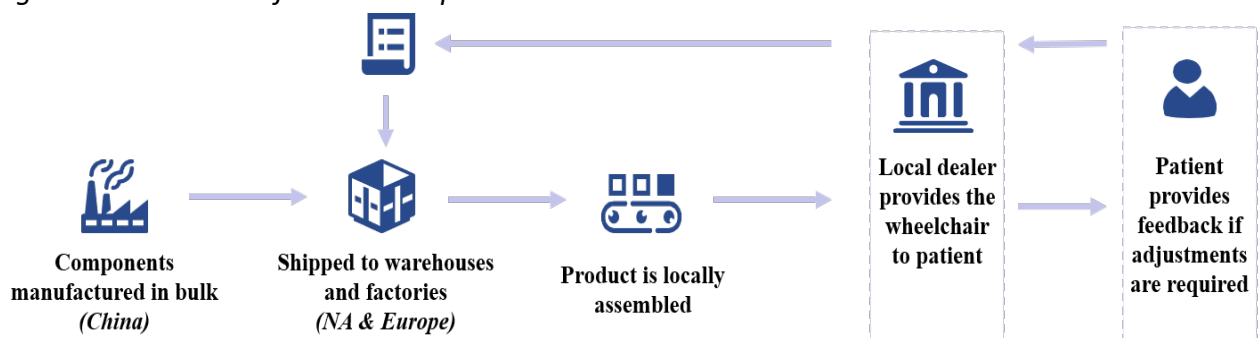 Components
manufactured in bulk
(China)
Shipped to warehouses
and factories
(NA & Europe)
Product is locally
assembled
Local dealer
provides the
wheelchair
to patient
Patient
provides
feedback if
adjustments
are required